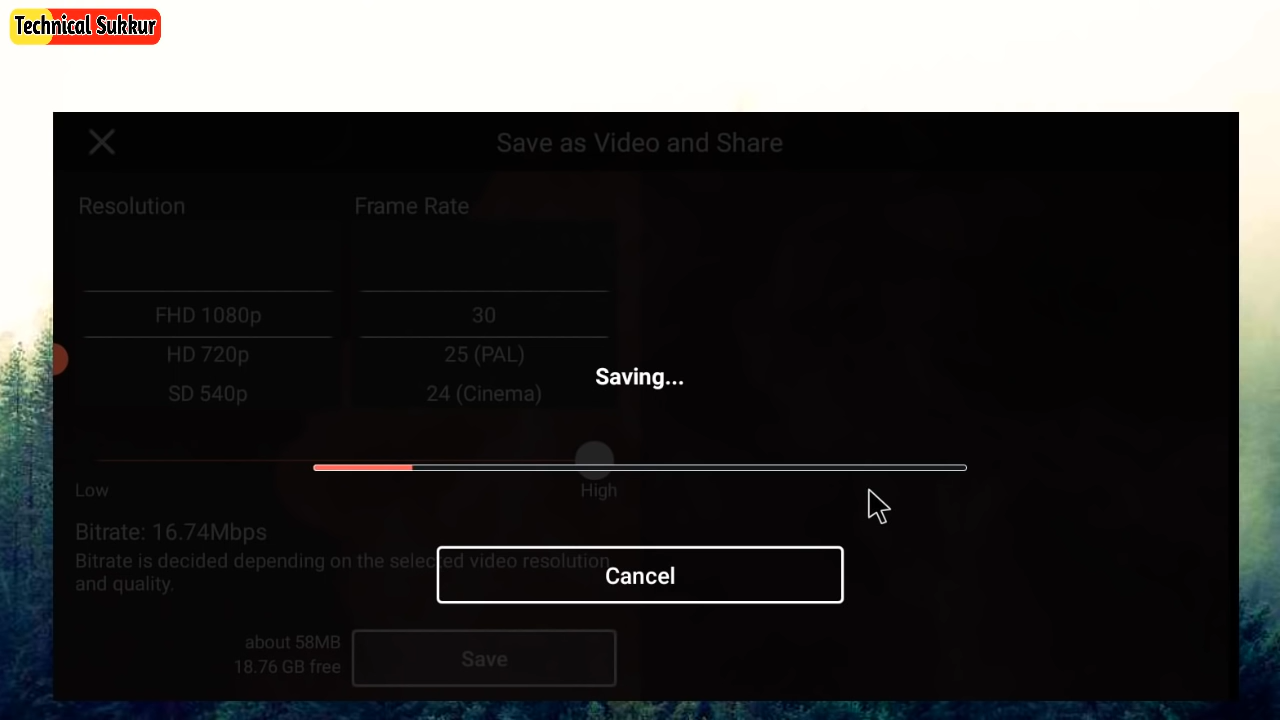 Technical Sukkur
Save as Video and Share
Resolution
Frame Rate
FHD 1080p
30
HD 720p
25 (PAL)
SD 540p
24 (Cinema)
Saving...
Low
High
Bitrate: 16.74Mbps
Bitrate is decided depending on the selected video resolution
and quality.
Cancel
about 58MB
18.76 GB free
Save